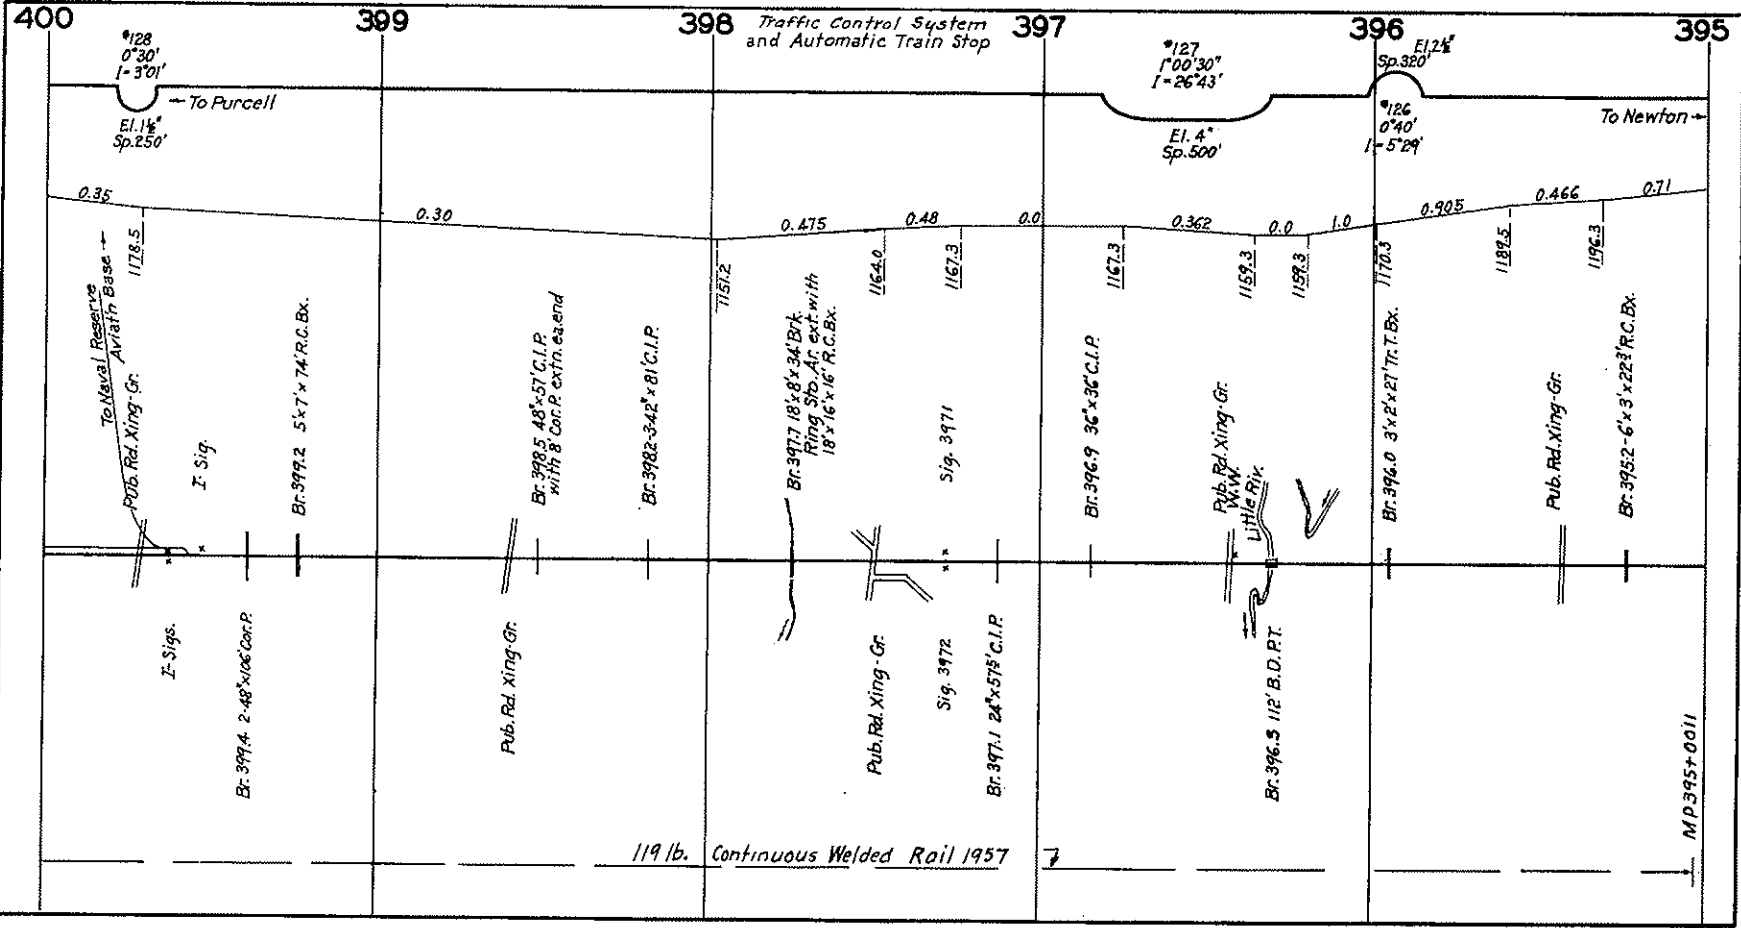 400
399
398
Traffic Control System
and Automatic Train Stop
397
396
395
#128
0°30'
I=3°01'
← To Purcell
El. 1½"
Sp. 250'
#127
1°00'30"
I=26°43'
El. 4"
Sp. 500'
El. 2½"
Sp. 320'
#126
0°40'
I=5°29'
To Newton →
0.35
0.30
0.475
0.48
0.0
0.362
0.0
1.0
0.905
0.466
0.71
1178.5
1151.2
1164.0
1167.3
1167.3
1159.3
1159.3
1170.3
1189.5
1196.3
To Naval Reserve
Aviat'n Base →
Pub. Rd. Xing-Gr.
I-Sig.
Br. 399.2 5'x7'x74' R.C.Bx.
Br. 398.5 48"x57' C.I.P.
with 8' Cor. P. extn. ea. end
Br. 398.2-3-42"x81' C.I.P.
Br. 397.7 18'x8'x34' Brk.
Ring Sto. Ar. ext. with
18'x16'x16' R.C.Bx.
Sig. 3971
Br. 396.9 36"x36' C.I.P.
Pub. Rd. Xing-Gr.
W.W.
Little Riv.
Br. 396.0 3'x2'x27' Tr. T. Bx.
Pub. Rd. Xing-Gr.
Br. 395.2-6'x3'x22¾' R.C.Bx.
I-Sigs.
Br. 399.4 2-48"x106' Cor. P.
Pub. Rd. Xing-Gr.
Pub. Rd. Xing-Gr.
Sig. 3972
Br. 397.1 24"x57⅝' C.I.P.
Br. 396.3 112' B.D.P.T.
MP395+0011
119 lb. Continuous Welded Rail 1957